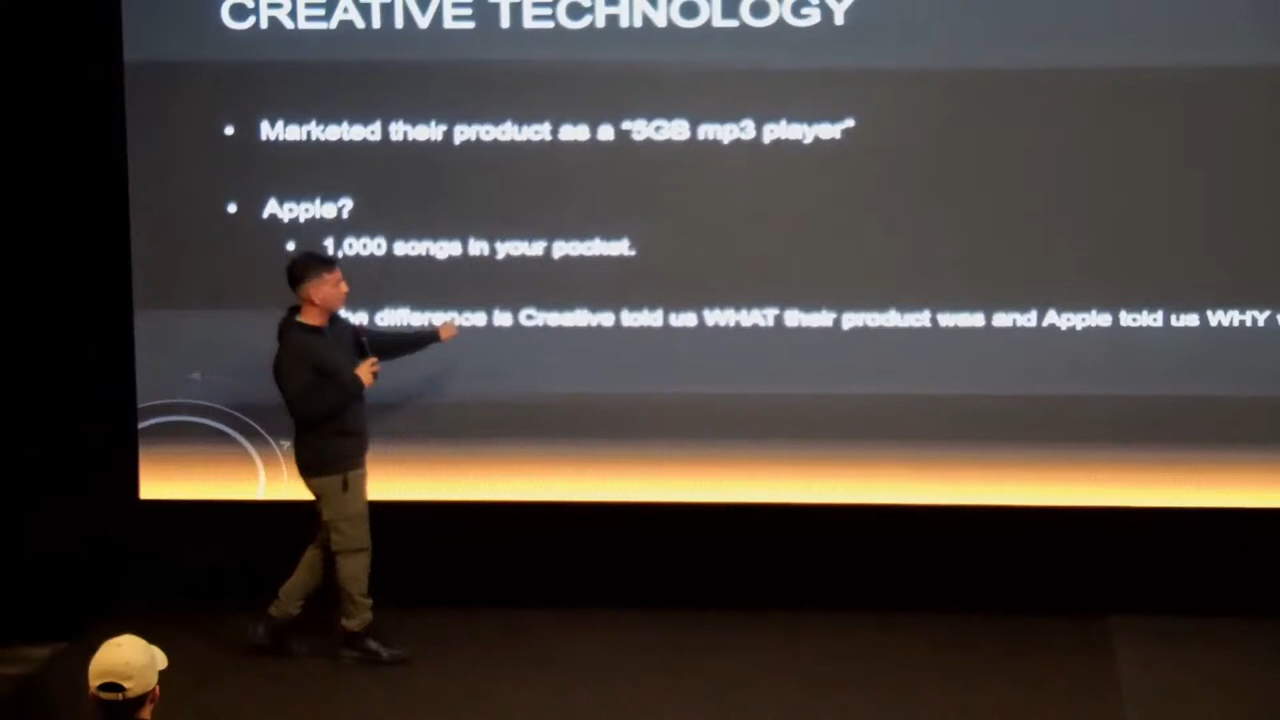 CREATIVE TECHNOLOGY
• Marketed their product as a "5GB mp3 player"
• Apple?
• 1,000 songs in your pocket.
difference is Creative told us WHAT their product was and Apple told us WHY